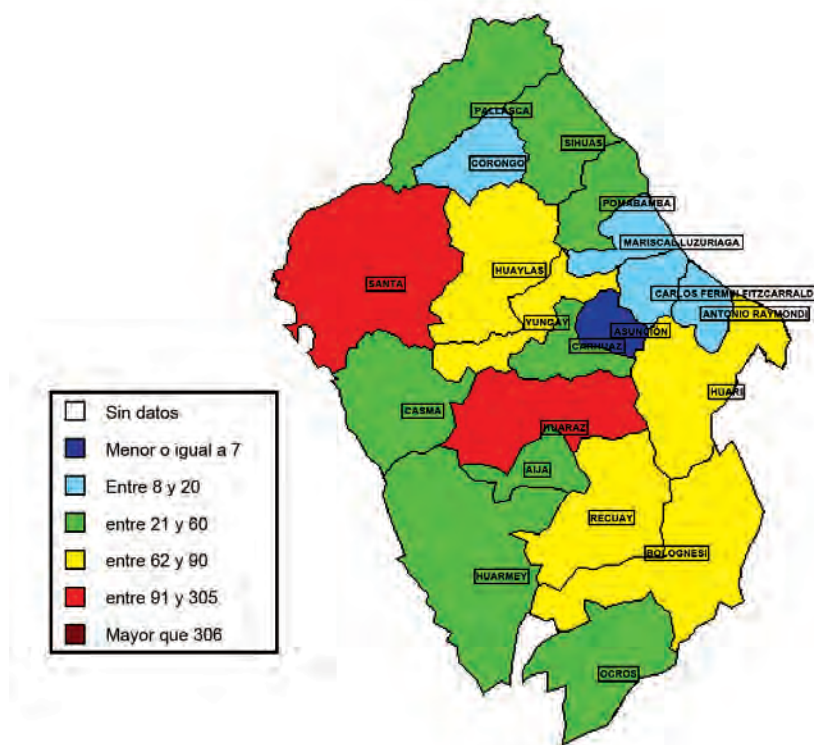 PALLASCA
SIHUAS
CORONGO
POMABAMBA
MARISCAL LUZURIAGA
HUAYLAS
SANTA
CARLOS FERMIN FITZCARRALD
ANTONIO RAYMONDI
YUNGAY
ASUNCIÓN
CARHUAZ
HUARI
CASMA
HUARAZ
AIJA
RECUAY
BOLOGNESI
HUARMEY
OCROS
Sin datos
Menor o igual a 7
Entre 8 y 20
entre 21 y 60
entre 62 y 90
entre 91 y 305
Mayor que 306